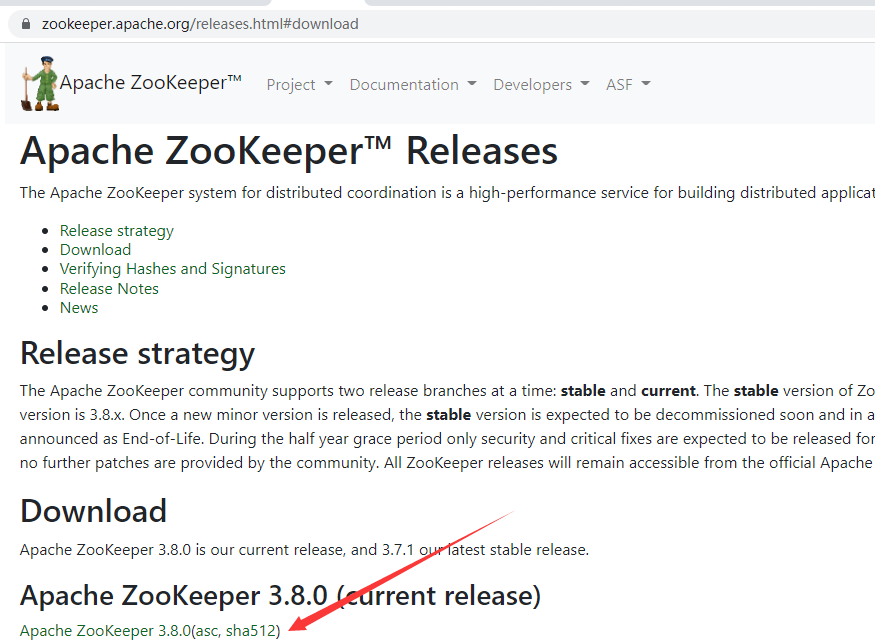 zookeeper.apache.org/releases.html#download
Apache ZooKeeper™ Project Documentation Developers ASF
Apache ZooKeeper™ Releases
The Apache ZooKeeper system for distributed coordination is a high-performance service for building distributed applicat
Release strategy
Download
Verifying Hashes and Signatures
Release Notes
News
Release strategy
The Apache ZooKeeper community supports two release branches at a time: stable and current. The stable version of Zo
version is 3.8.x. Once a new minor version is released, the stable version is expected to be decommissioned soon and in a
announced as End-of-Life. During the half year grace period only security and critical fixes are expected to be released for
no further patches are provided by the community. All ZooKeeper releases will remain accessible from the official Apache
Download
Apache ZooKeeper 3.8.0 is our current release, and 3.7.1 our latest stable release.
Apache ZooKeeper 3.8.0 (current release)
Apache ZooKeeper 3.8.0(asc, sha512)